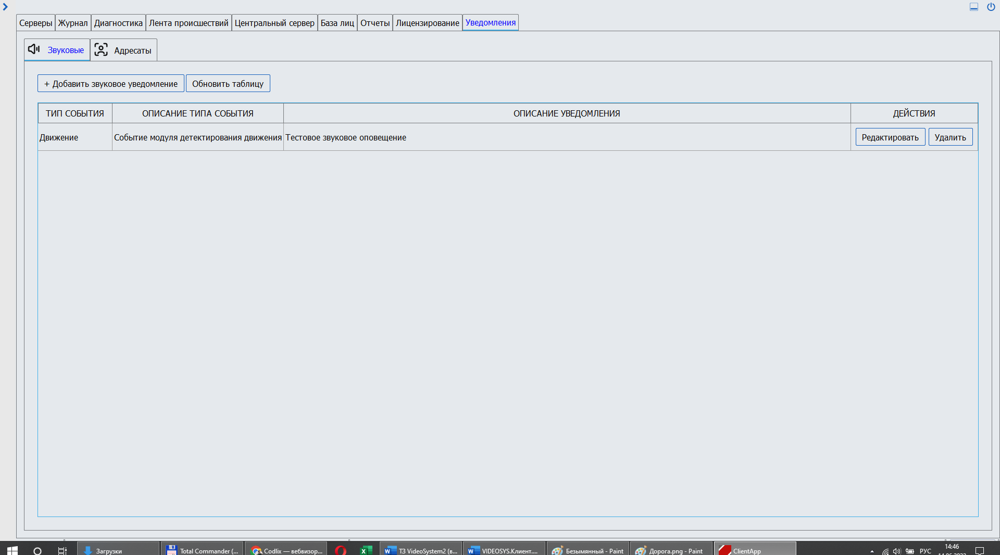 Серверы Журнал Диагностика Лента происшествий Центральный сервер База лиц Отчеты Лицензирование Уведомления
Звуковые Адресаты
+ Добавить звуковое уведомление Обновить таблицу
ТИП СОБЫТИЯ ОПИСАНИЕ ТИПА СОБЫТИЯ ОПИСАНИЕ УВЕДОМЛЕНИЯ ДЕЙСТВИЯ
Движение Событие модуля детектирования движения Тестовое звуковое оповещение Редактировать Удалить
Загрузки Total Commander (... Codlix — вебвизор... ТЗ VideoSystem2 (в... VIDEOSYS.Клиент.... Безымянный - Paint Дорога.png - Paint ClientApp РУС 14:46